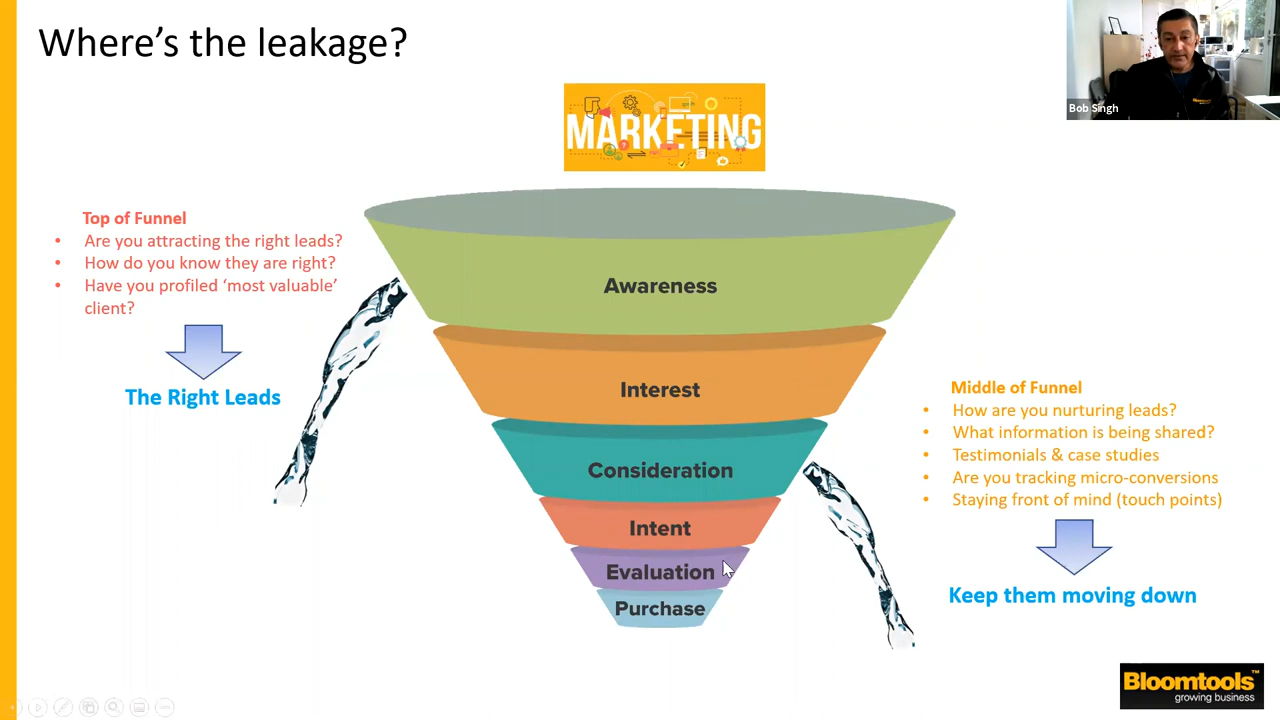 Where's the leakage?
Bob Singh
MARKETING
Top of Funnel
• Are you attracting the right leads?
• How do you know they are right?
• Have you profiled 'most valuable'
client?
The Right Leads
Awareness
Interest
Consideration
Intent
Evaluation
Purchase
Middle of Funnel
• How are you nurturing leads?
• What information is being shared?
• Testimonials & case studies
• Are you tracking micro-conversions
• Staying front of mind (touch points)
Keep them moving down
Bloomtools™
growing business